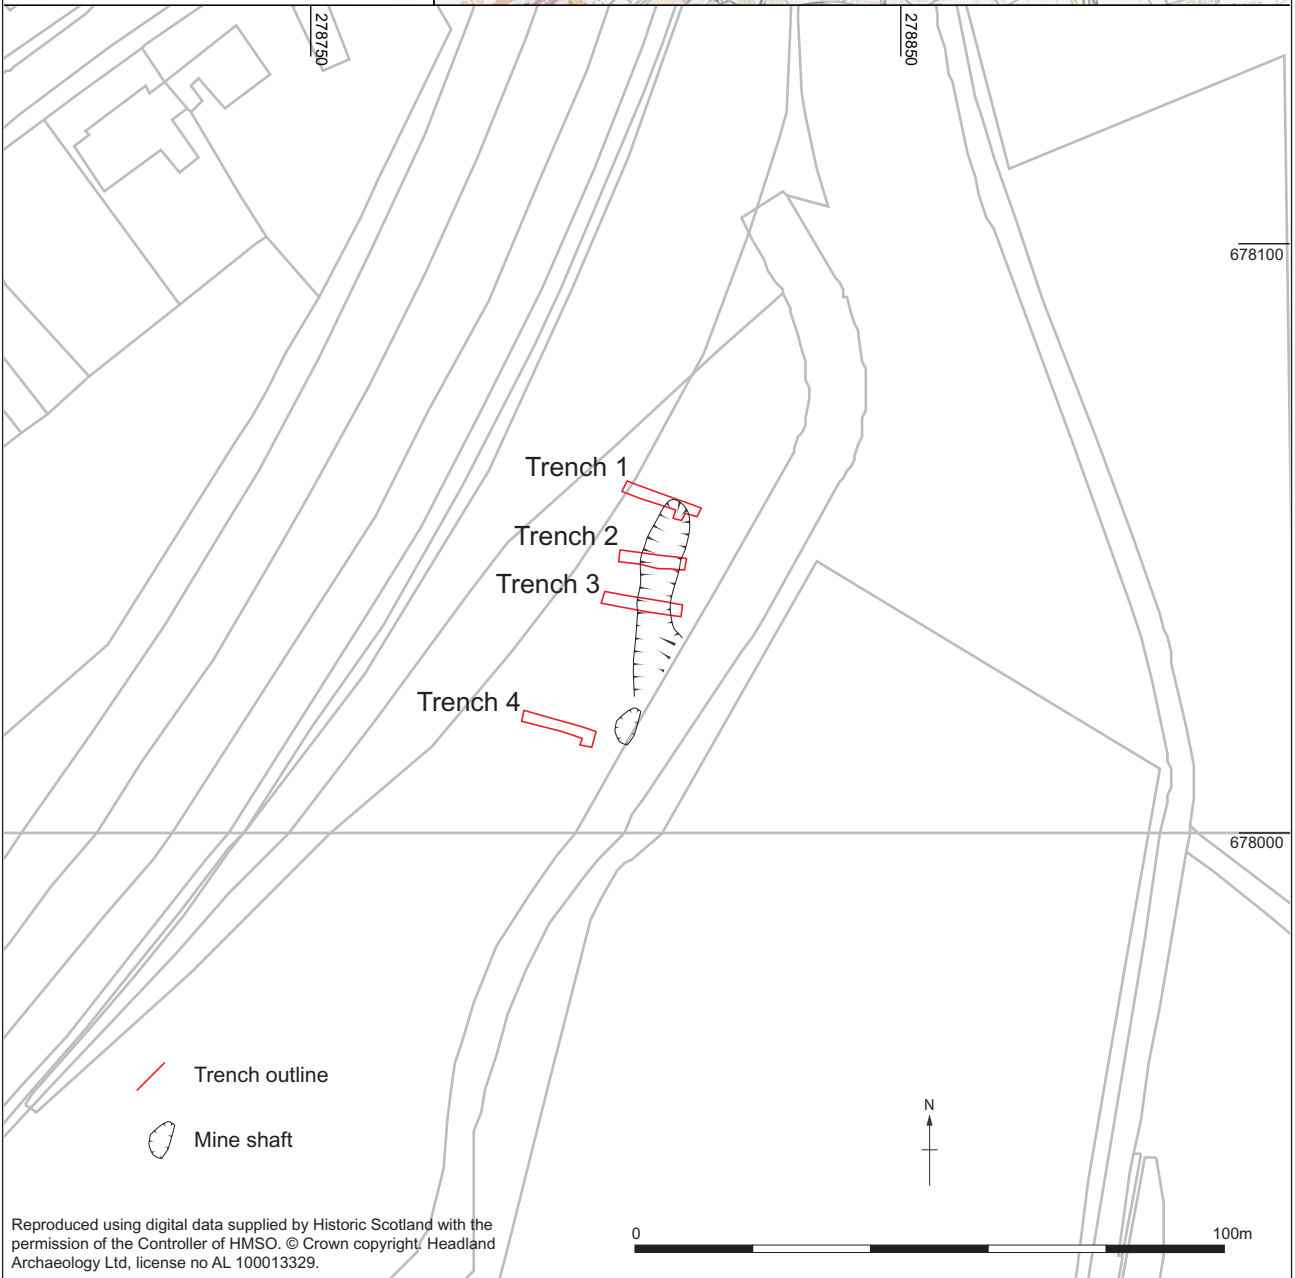 278750
278850
678100
Trench 1
Trench 2
Trench 3
Trench 4
678000
Trench outline
N
Mine shaft
Reproduced using digital data supplied by Historic Scotland with the
permission of the Controller of HMSO. © Crown copyright. Headland
Archaeology Ltd, license no AL 100013329.
0
100m